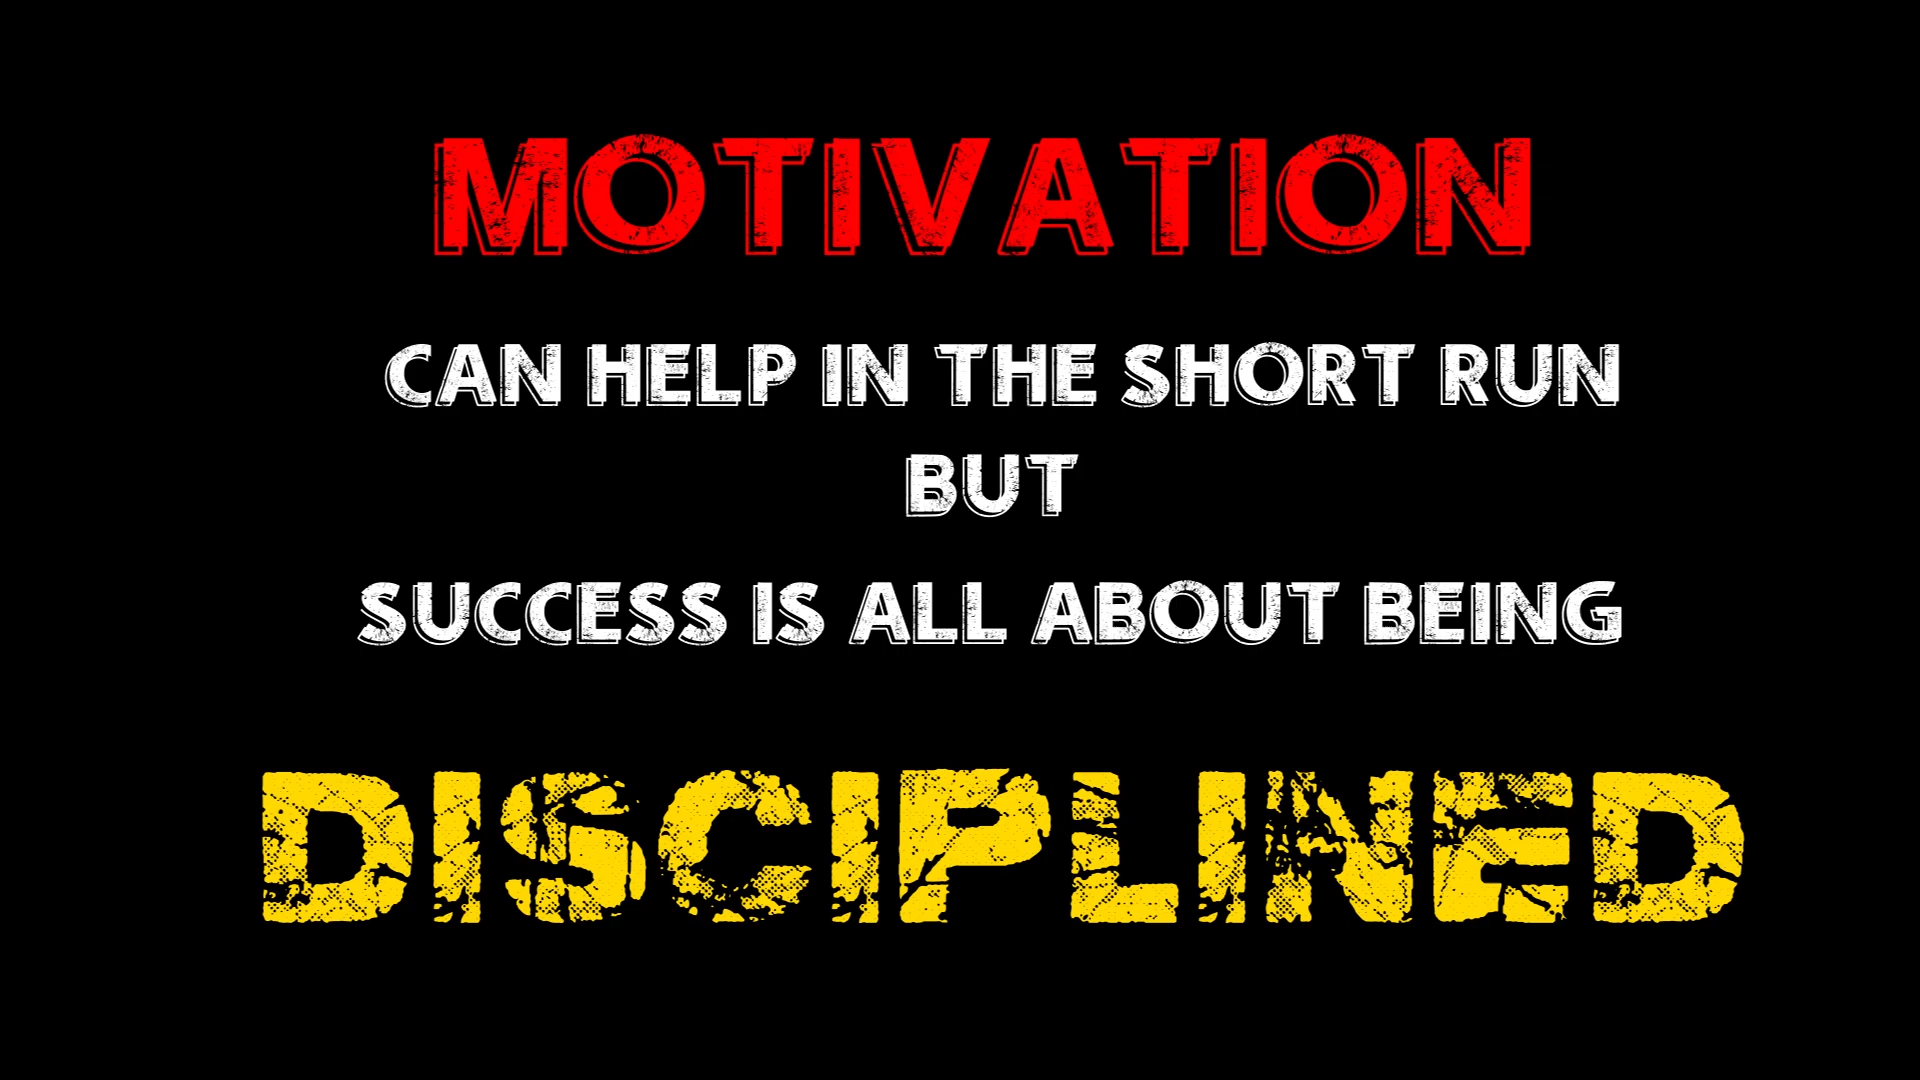 MOTIVATION
CAN HELP IN THE SHORT RUN
BUT
SUCCESS IS ALL ABOUT BEING
DISCIPLINED